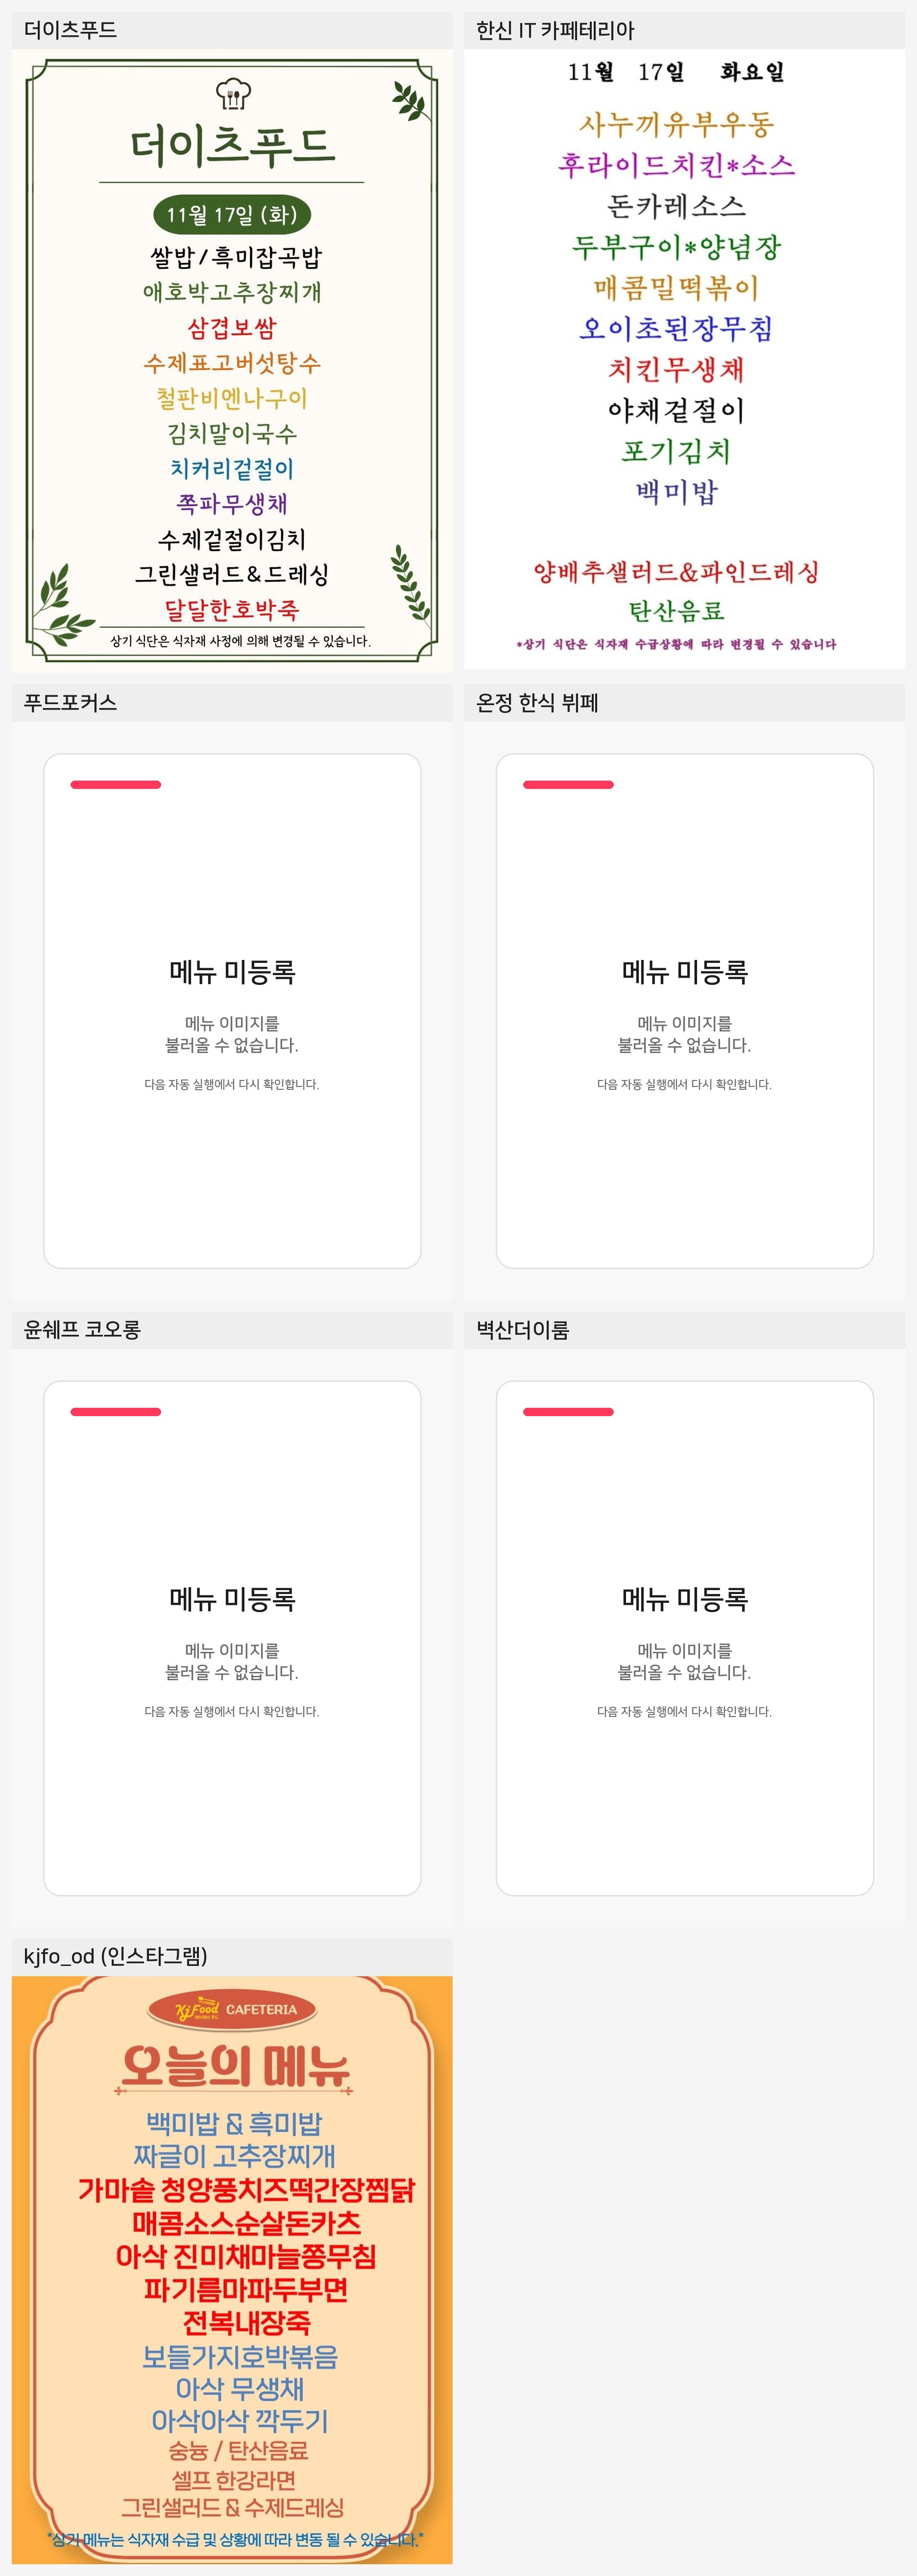 더이츠푸드
더이츠푸드
11월 17일 (화)
쌀밥/흑미잡곡밥
애호박고추장찌개
삼겹보쌈
수제표고버섯탕수
철판비엔나구이
김치말이국수
치커리겉절이
쪽파무생채
수제겉절이김치
그린샐러드&드레싱
달달한호박죽
상기 식단은 식자재 사정에 의해 변경될 수 있습니다.
한신 IT 카페테리아
11월 17일 화요일
사누끼유부우동
후라이드치킨*소스
돈카레소스
두부구이*양념장
매콤밀떡볶이
오이초된장무침
치킨무생채
야채겉절이
포기김치
백미밥
양배추샐러드&파인드레싱
탄산음료
*상기 식단은 식자재 수급상황에 따라 변경될 수 있습니다
푸드포커스
메뉴 미등록
메뉴 이미지를
불러올 수 없습니다.
다음 자동 실행에서 다시 확인합니다.
온정 한식 뷔페
메뉴 미등록
메뉴 이미지를
불러올 수 없습니다.
다음 자동 실행에서 다시 확인합니다.
윤쉐프 코오롱
메뉴 미등록
메뉴 이미지를
불러올 수 없습니다.
다음 자동 실행에서 다시 확인합니다.
벽산더이룸
메뉴 미등록
메뉴 이미지를
불러올 수 없습니다.
다음 자동 실행에서 다시 확인합니다.
kjfo_od (인스타그램)
Kj Food CAFETERIA
오늘의 메뉴
백미밥 & 흑미밥
짜글이 고추장찌개
가마솥 청양풍치즈떡간장찜닭
매콤소스순살돈카츠
아삭 진미채마늘쫑무침
파기름마파두부면
전복내장죽
보들가지호박볶음
아삭 무생채
아삭아삭 깍두기
숭늉 / 탄산음료
셀프 한강라면
그린샐러드 & 수제드레싱
*상기 메뉴는 식자재 수급 및 상황에 따라 변동 될 수 있습니다.*